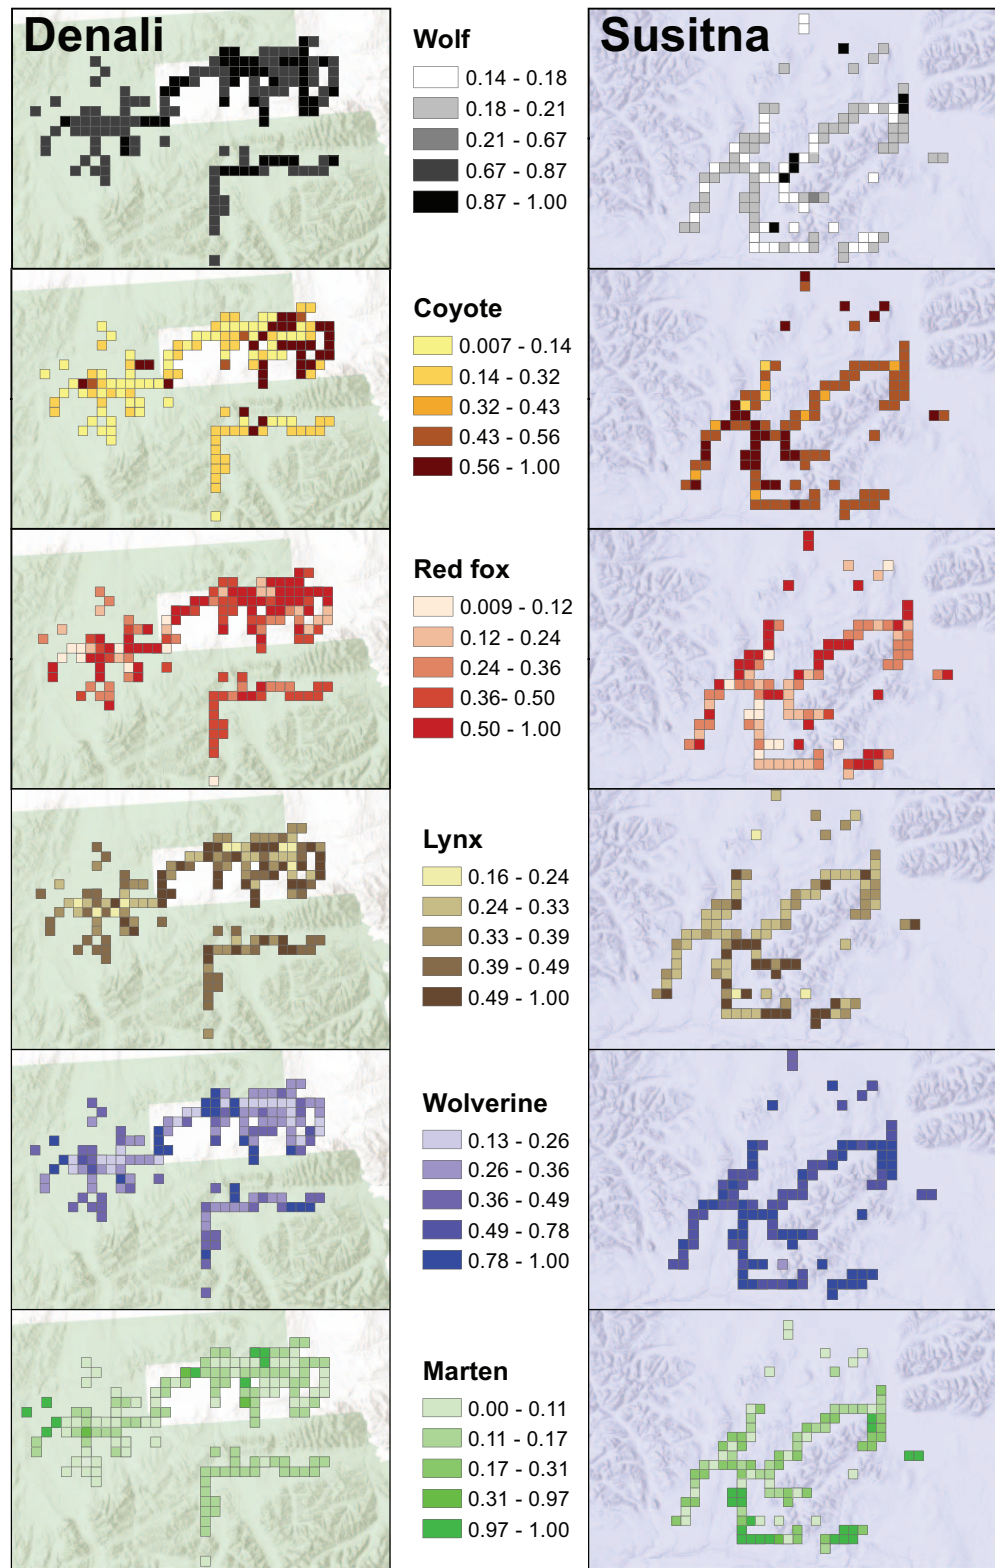 Denali
Susitna
Wolf
0.14 - 0.18
0.18 - 0.21
0.21 - 0.67
0.67 - 0.87
0.87 - 1.00
Coyote
0.007 - 0.14
0.14 - 0.32
0.32 - 0.43
0.43 - 0.56
0.56 - 1.00
Red fox
0.009 - 0.12
0.12 - 0.24
0.24 - 0.36
0.36- 0.50
0.50 - 1.00
Lynx
0.16 - 0.24
0.24 - 0.33
0.33 - 0.39
0.39 - 0.49
0.49 - 1.00
Wolverine
0.13 - 0.26
0.26 - 0.36
0.36 - 0.49
0.49 - 0.78
0.78 - 1.00
Marten
0.00 - 0.11
0.11 - 0.17
0.17 - 0.31
0.31 - 0.97
0.97 - 1.00